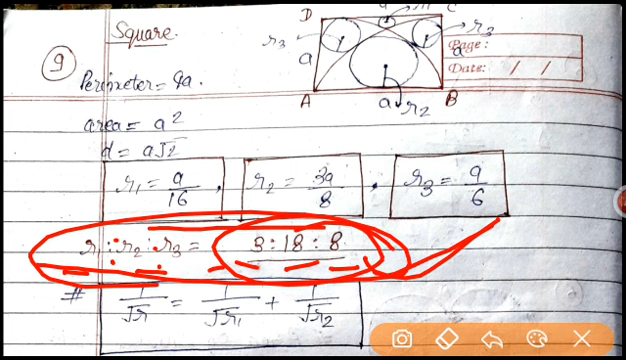 Square.
D r1 C
r3 r3
Page:
⑨ a a
Date: / /
Perimeter = 4a.
A a r2 B
area = a²
d = a√2
r₁ = a/16 , r₂ = 3a/8 , r₃ = a/6
r : r₂ : r₃ = 3 : 18 : 8
# 1/√r = 1/√r₁ + 1/√r₂